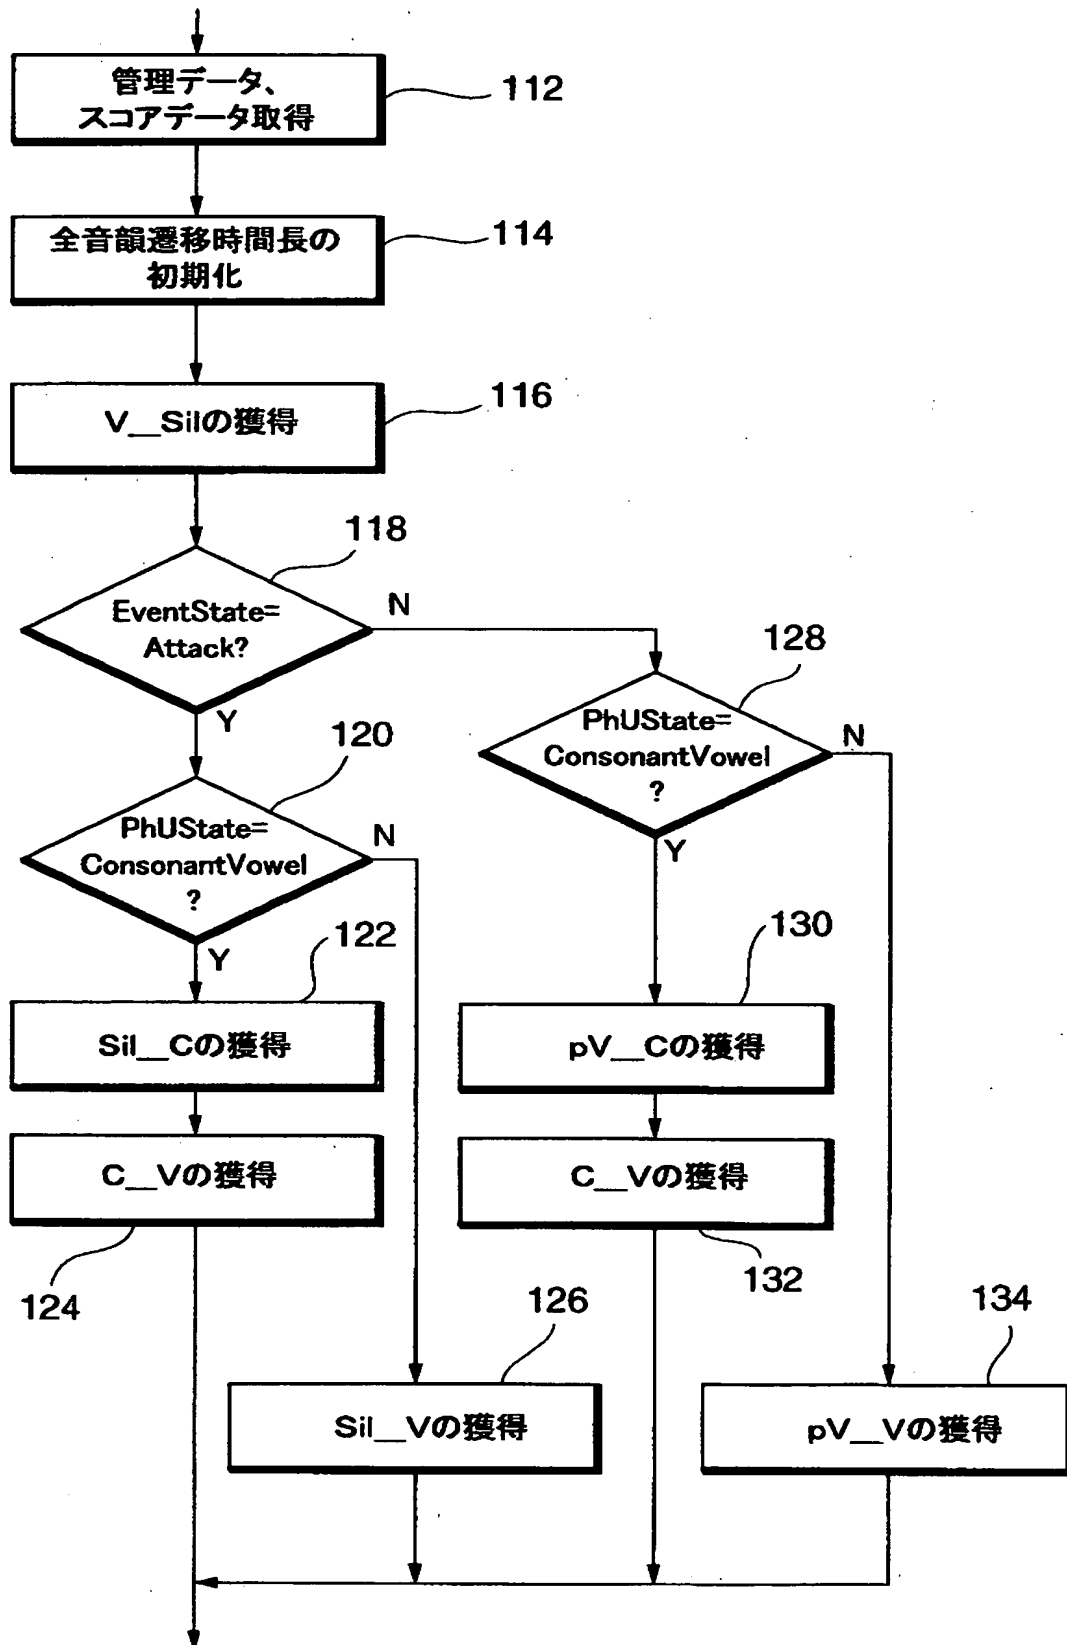 管理データ、
スコアデータ取得
112
全音韻遷移時間長の
初期化
114
V__Silの獲得
116
118
EventState=
Attack?
N
Y
128
PhUState=
ConsonantVowel
?
N
Y
120
PhUState=
ConsonantVowel
?
N
Y
122
Sil__Cの獲得
130
pV__Cの獲得
C__Vの獲得
124
C__Vの獲得
132
126
Sil__Vの獲得
134
pV__Vの獲得